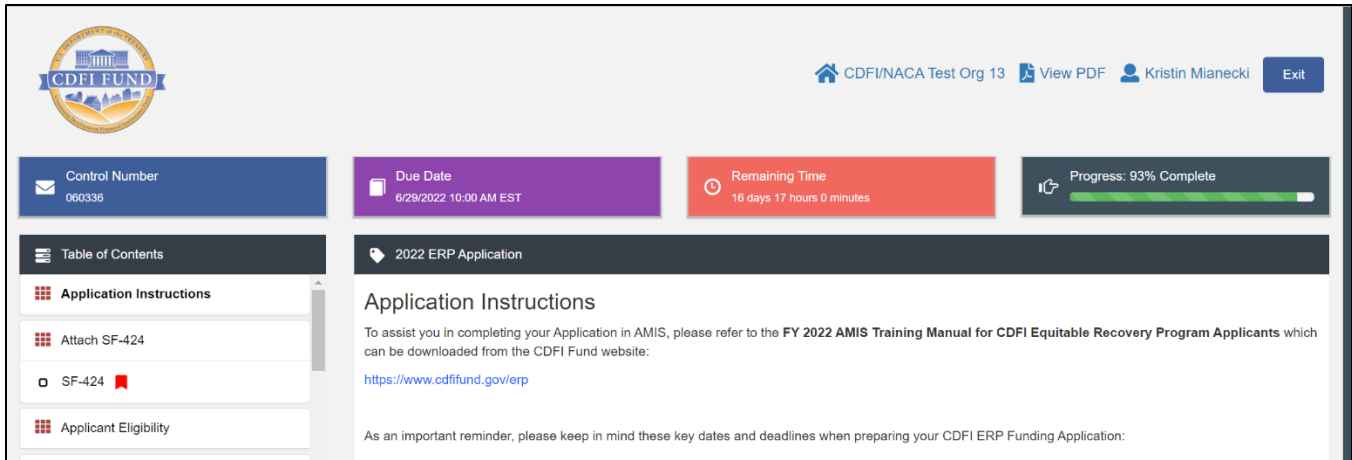 U.S. DEPARTMENT of the TREASURY
CDFI FUND
CDFI/NACA Test Org 13 View PDF Kristin Mianecki Exit
Control Number
060336
Due Date
6/29/2022 10:00 AM EST
Remaining Time
16 days 17 hours 0 minutes
Progress: 93% Complete
Table of Contents
Application Instructions
Attach SF-424
SF-424
Applicant Eligibility
2022 ERP Application
Application Instructions
To assist you in completing your Application in AMIS, please refer to the FY 2022 AMIS Training Manual for CDFI Equitable Recovery Program Applicants which
can be downloaded from the CDFI Fund website:
https://www.cdfifund.gov/erp
As an important reminder, please keep in mind these key dates and deadlines when preparing your CDFI ERP Funding Application: